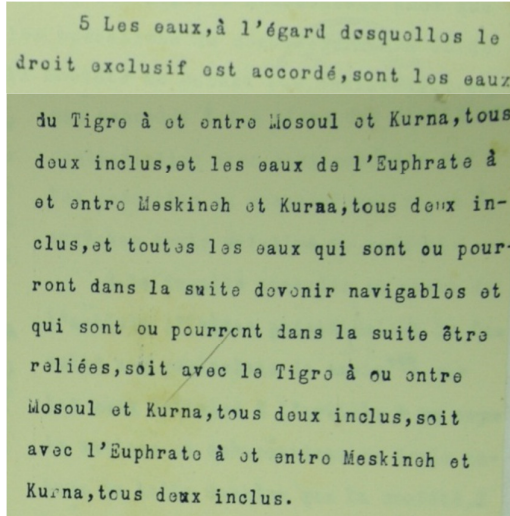 5 Les eaux,à l'égard desquelles le
droit exclusif est accordé,sont les eaux
du Tigre à et entre Mosoul et Kurna,tous
deux inclus,et les eaux de l'Euphrate à
et entre Meskineh et Kurna,tous deux in-
clus,et toutes les eaux qui sont ou pour-
ront dans la suite devenir navigables et
qui sont ou pourront dans la suite être
reliées,soit avec le Tigre à ou entre
Mosoul et Kurna,tous deux inclus,soit
avec l'Euphrate à et entre Meskineh et
Kurna,tous deux inclus.